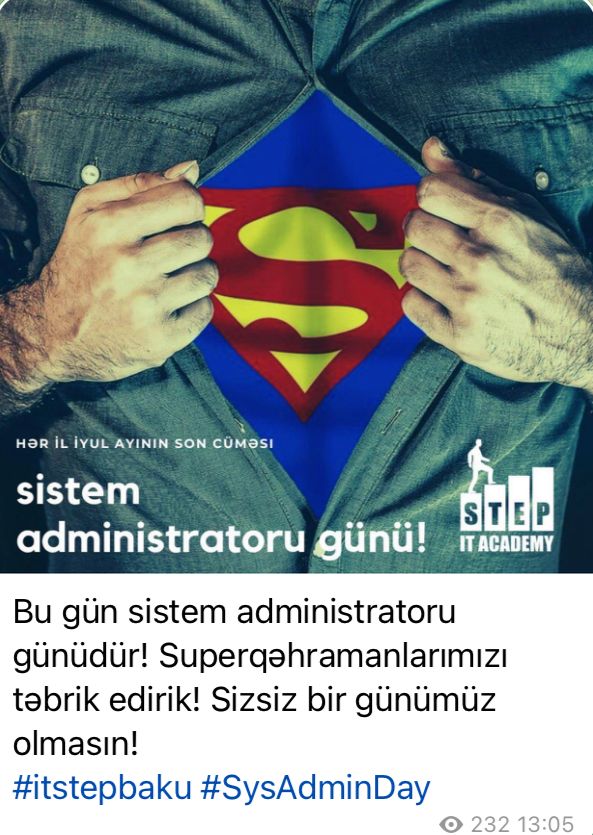 HƏR İL İYUL AYININ SON CÜMƏSI
sistem
administratoru günü!
STEP
IT ACADEMY
Bu gün sistem administratoru
günüdür! Superqəhramanlarımızı
təbrik edirik! Sizsiz bir günümüz
olmasın!
#itstepbaku #SysAdminDay
232 13:05